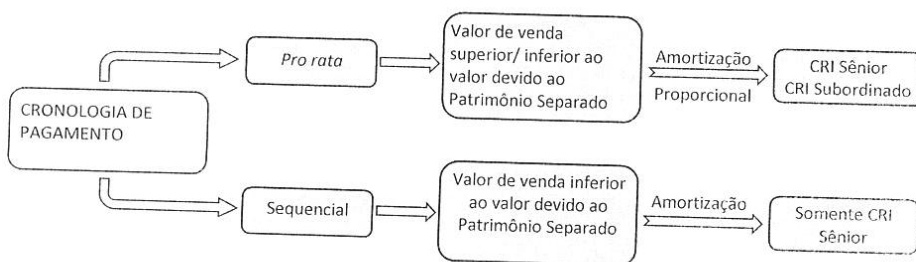 CRONOLOGIA DE
PAGAMENTO
Pro rata
Valor de venda
superior/ inferior ao
valor devido ao
Patrimônio Separado
Amortização
Proporcional
CRI Sênior
CRI Subordinado
Sequencial
Valor de venda inferior
ao valor devido ao
Patrimônio Separado
Amortização
Somente CRI
Sênior